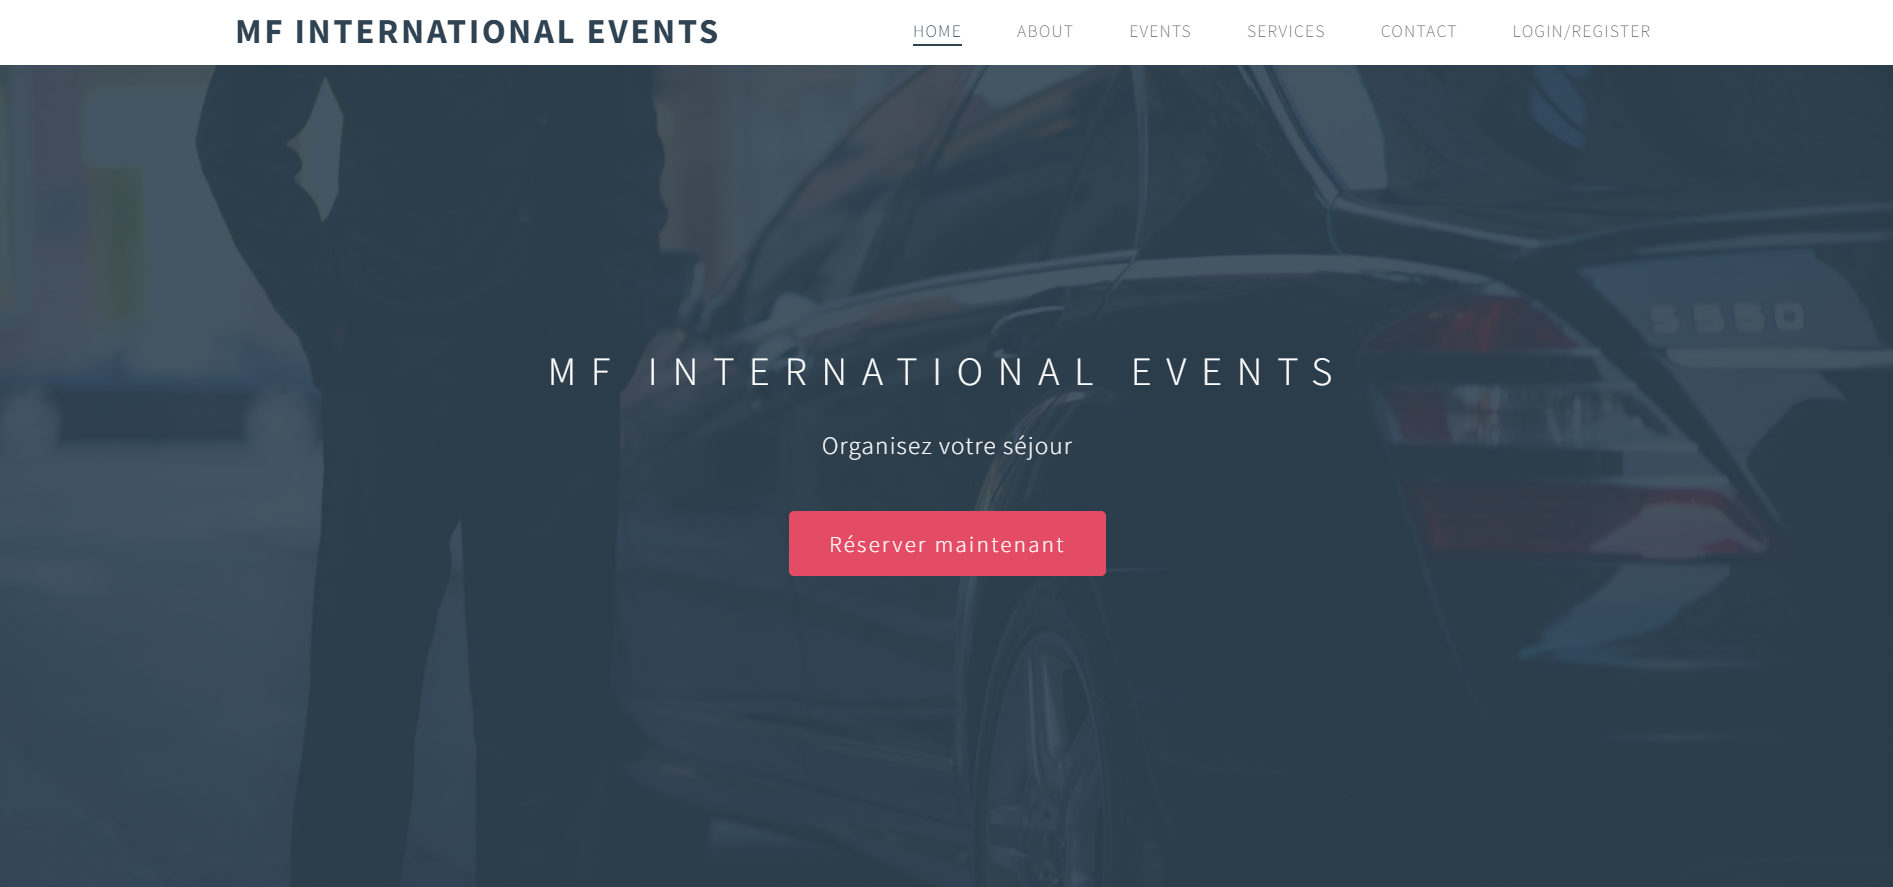 MF INTERNATIONAL EVENTS
HOME ABOUT EVENTS SERVICES CONTACT LOGIN/REGISTER
S550
MF INTERNATIONAL EVENTS
Organisez votre séjour
Réserver maintenant